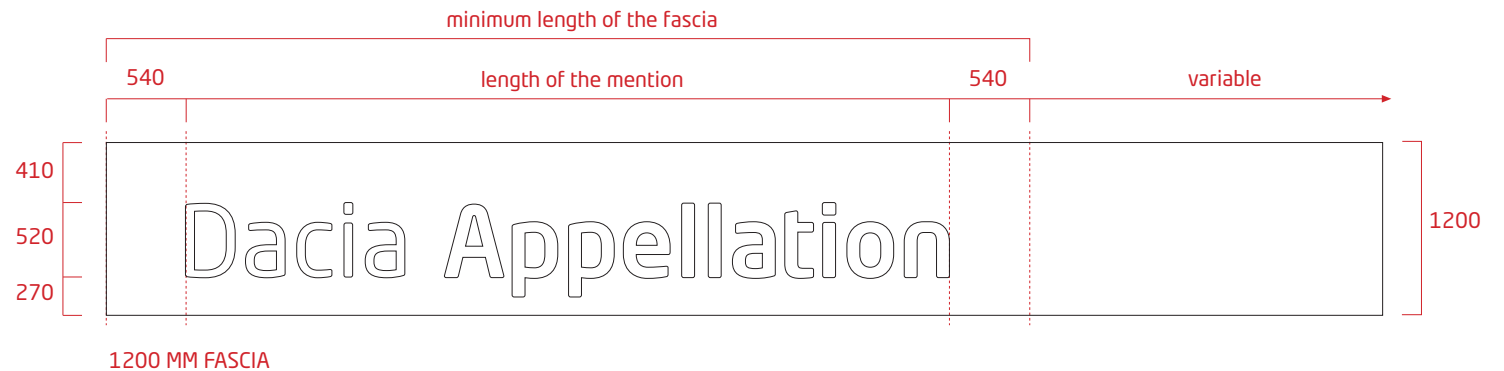 minimum length of the fascia
540 length of the mention 540 variable
410
520
270
Dacia Appellation
1200
1200 MM FASCIA